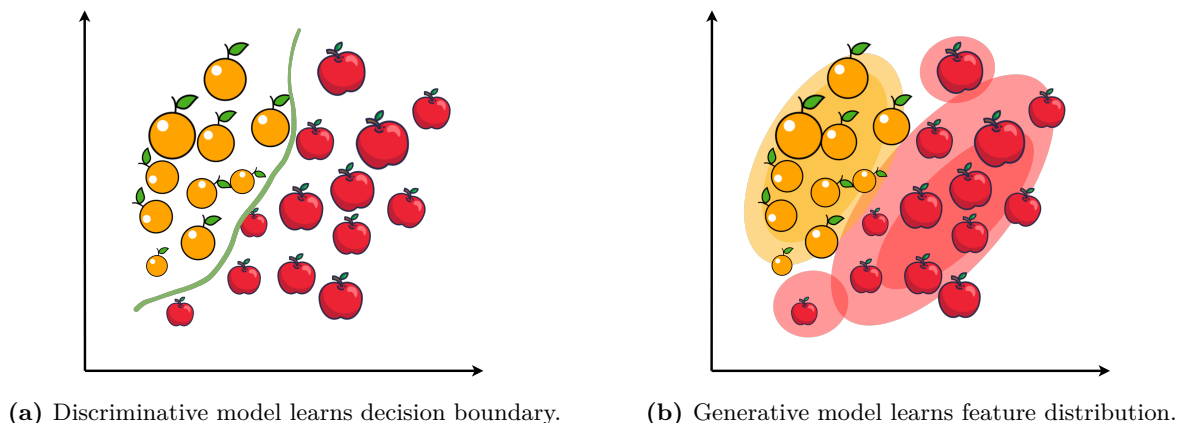 (a) Discriminative model learns decision boundary.
(b) Generative model learns feature distribution.